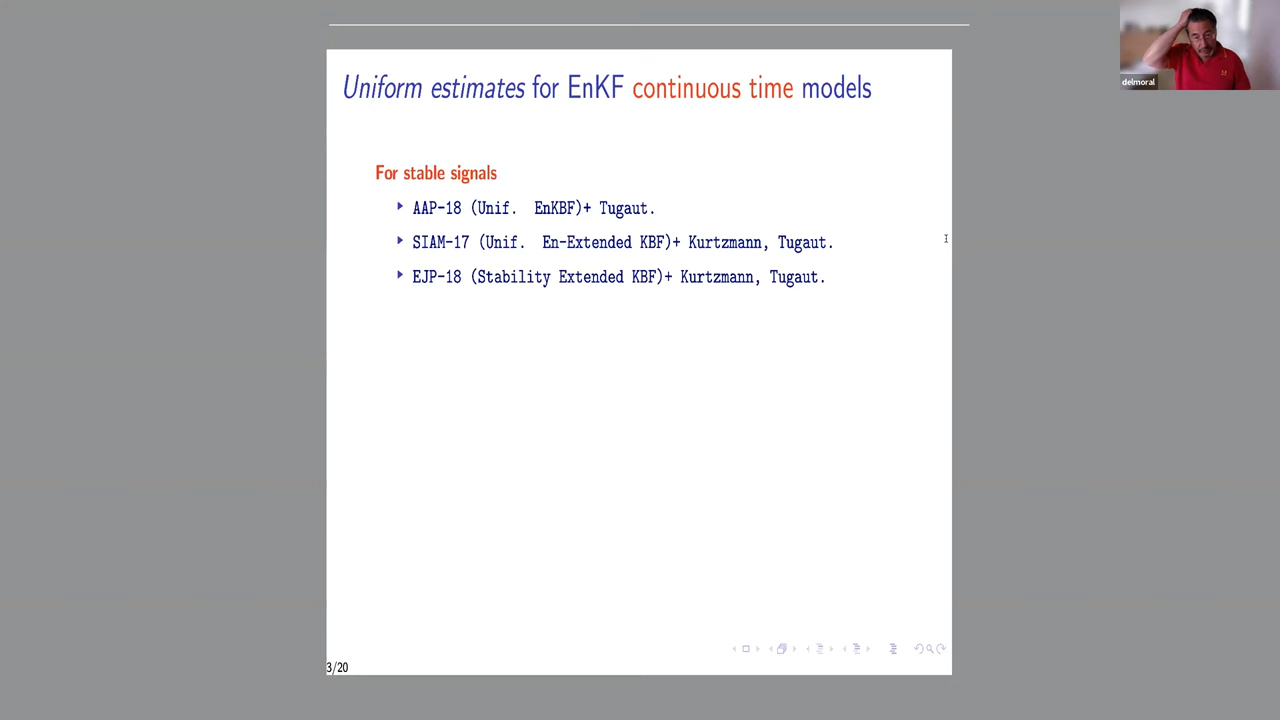 delmoral
Uniform estimates for EnKF continuous time models
For stable signals
AAP-18 (Unif. EnKBF)+ Tugaut.
SIAM-17 (Unif. En-Extended KBF)+ Kurtzmann, Tugaut.
EJP-18 (Stability Extended KBF)+ Kurtzmann, Tugaut.
3/20